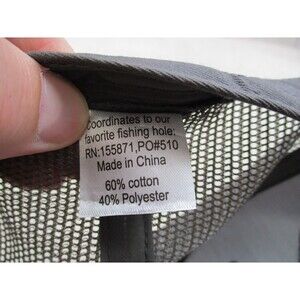 Coordinates to our
favorite fishing hole:
RN:155871,PO#510
Made in China
60% cotton
40% Polyester